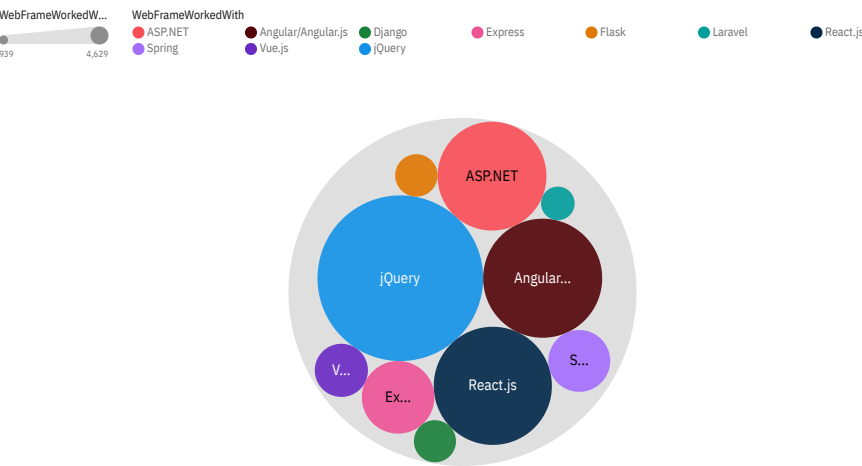 WebFrameWorkedW... WebFrameWorkedWith
ASP.NET Angular/Angular.js Django Express Flask Laravel React.js
Spring Vue.js jQuery
939 4,629
ASP.NET
jQuery Angular...
S...
V...
React.js
Ex...